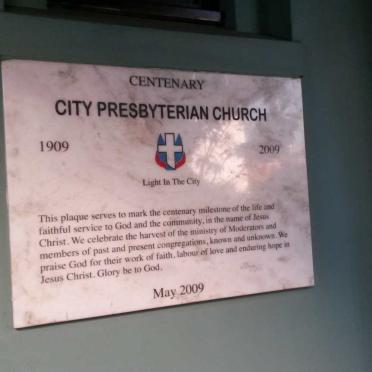 CENTENARY
CITY PRESBYTERIAN CHURCH
1909
2009
Light In The City
This plaque serves to mark the centenary milestone of the life and
faithful service to God and the community, in the name of Jesus
Christ. We celebrate the harvest of the ministry of Moderators and
members of past and present congregations, known and unknown. We
praise God for their work of faith, labour of love and enduring hope in
Jesus Christ. Glory be to God.
May 2009